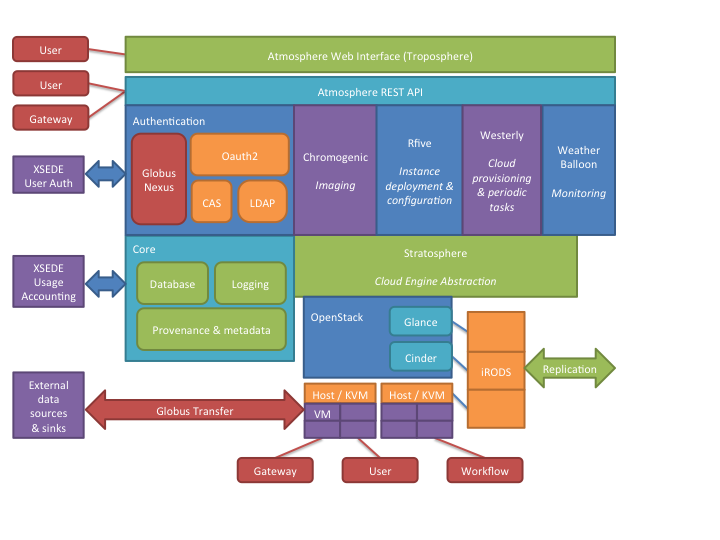 User
Atmosphere Web Interface (Troposphere)
User
Atmosphere REST API
Gateway
Authentication
Globus
Nexus
Oauth2
CAS
LDAP
Chromogenic
Imaging
Rfive
Instance
deployment &
configuration
Westerly
Cloud
provisioning
& periodic
tasks
Weather
Balloon
Monitoring
XSEDE
User Auth
Core
Database
Logging
Provenance & metadata
Stratosphere
Cloud Engine Abstraction
XSEDE
Usage
Accounting
OpenStack
Glance
Cinder
iRODS
Replication
External
data
sources
& sinks
Globus Transfer
Host / KVM
VM
Host / KVM
Gateway
User
Workflow